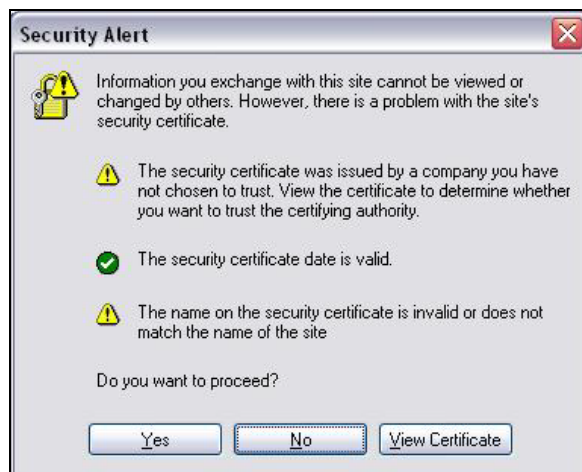 Security Alert
Information you exchange with this site cannot be viewed or
changed by others. However, there is a problem with the site's
security certificate.
The security certificate was issued by a company you have
not chosen to trust. View the certificate to determine whether
you want to trust the certifying authority.
The security certificate date is valid.
The name on the security certificate is invalid or does not
match the name of the site
Do you want to proceed?
Yes No View Certificate